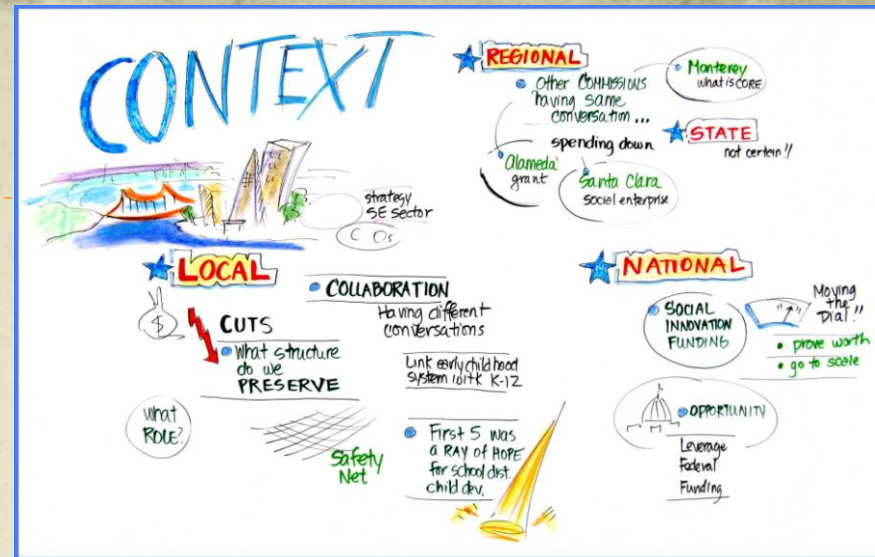 CONTEXT
strategy
SE sector
C Os
REGIONAL
Other COMMISSIONS
having same
conversation...
Monterey
what is CORE
spending down
Alameda
grant
Santa Clara
social enterprise
STATE
not certain!!
LOCAL
$
CUTS
What structure
do we
PRESERVE
What
ROLE?
Safety
Net
COLLABORATION
Having different
conversations
Link early childhood
system with K-12
First 5 was
a RAY of HOPE
for school dist.
child dev.
NATIONAL
SOCIAL
INNOVATION
FUNDING
Moving
the
Dial!!
• prove worth
• go to scale
OPPORTUNITY
Leverage
Federal
Funding